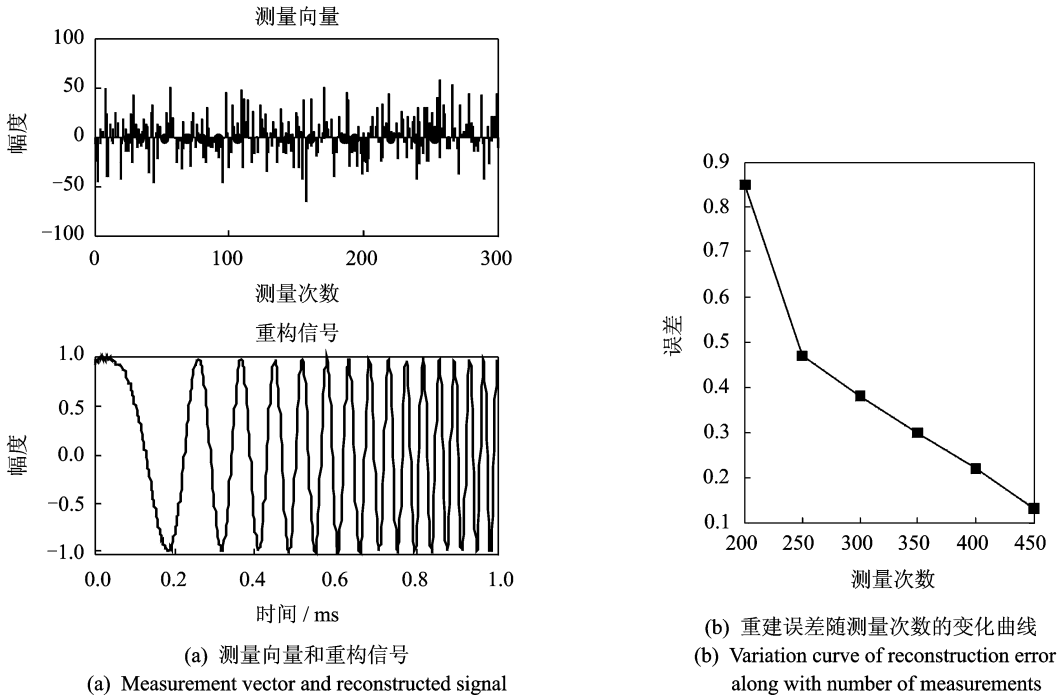 测量向量
100
50
0
−50
−100
幅度
0 100 200 300
测量次数
重构信号
1.0
0.5
0.0
−0.5
−1.0
幅度
0.0 0.2 0.4 0.6 0.8 1.0
时间 / ms
(a) 测量向量和重构信号
(a) Measurement vector and reconstructed signal
0.9
0.8
0.7
0.6
0.5
0.4
0.3
0.2
0.1
误差
200 250 300 350 400 450
测量次数
(b) 重建误差随测量次数的变化曲线
(b) Variation curve of reconstruction error
along with number of measurements